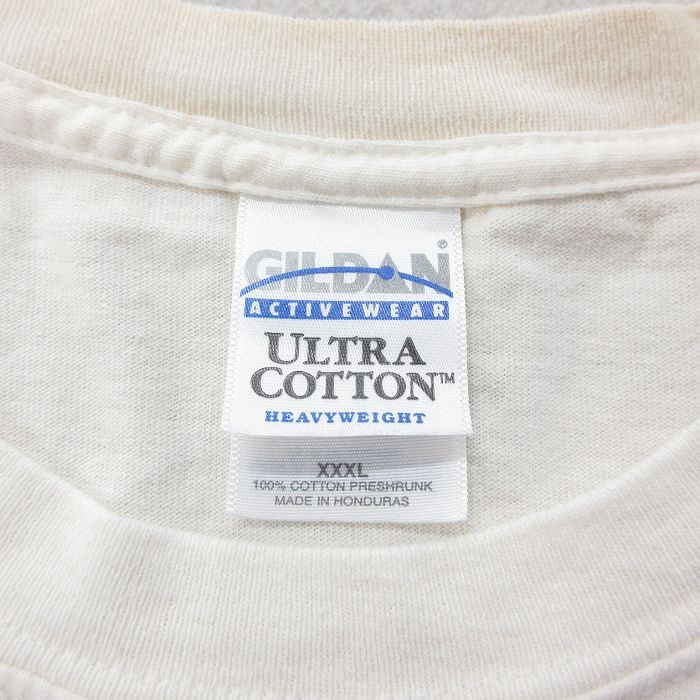 GILDAN®
ACTIVEWEAR
ULTRA
COTTON™
HEAVYWEIGHT
XXXL
100% COTTON PRESHRUNK
MADE IN HONDURAS